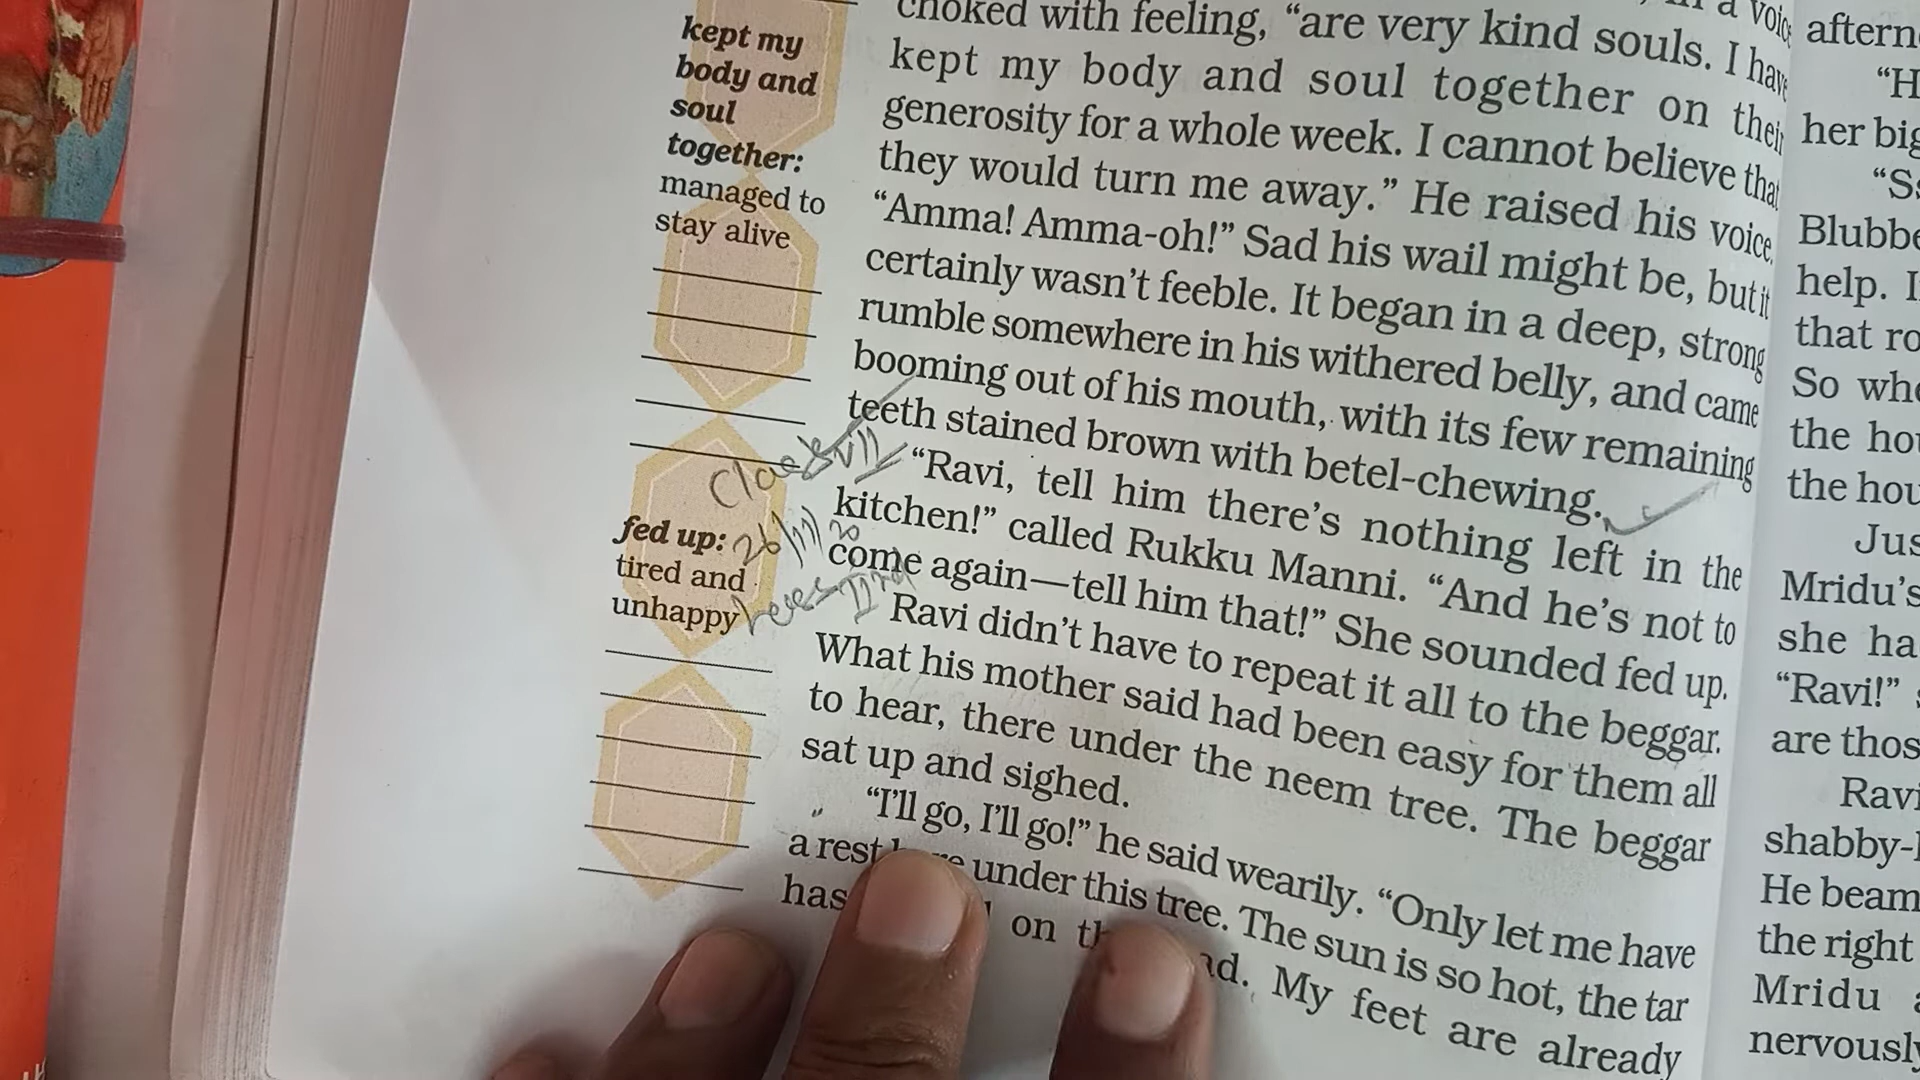 kept my
body and
soul
together:
managed to
stay alive
fed up:
tired and
unhappy
choked with feeling, “are very kind souls. I have
kept my body and soul together on their
generosity for a whole week. I cannot believe that
they would turn me away.” He raised his voice.
“Amma! Amma-oh!” Sad his wail might be, but it
certainly wasn’t feeble. It began in a deep, strong
rumble somewhere in his withered belly, and came
booming out of his mouth, with its few remaining
teeth stained brown with betel-chewing.
“Ravi, tell him there’s nothing left in the
kitchen!” called Rukku Manni. “And he’s not to
come again—tell him that!” She sounded fed up.
Ravi didn’t have to repeat it all to the beggar.
What his mother said had been easy for them all
to hear, there under the neem tree. The beggar
sat up and sighed.
“I’ll go, I’ll go!” he said wearily. “Only let me have
a rest under this tree. The sun is so hot, the tar
has on My feet are already
“H
her big
Blubbe
help. I
that ro
So whe
the hou
the hou
Jus
Mridu’s
she ha
“Ravi!”
are thos
Ravi
shabby-
He beam
the right
Mridu
nervously